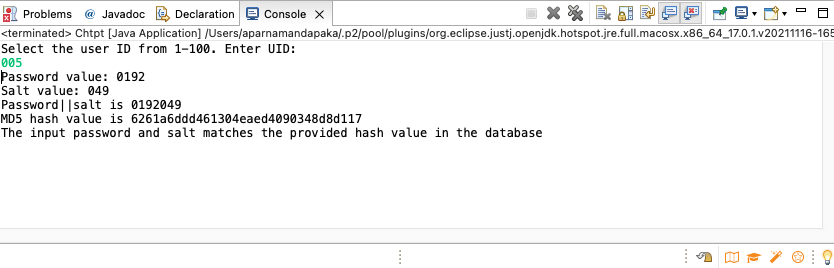 Problems @ Javadoc Declaration Console
<terminated> Chtpt [Java Application] /Users/aparnamandapaka/.p2/pool/plugins/org.eclipse.justj.openjdk.hotspot.jre.full.macosx.x86_64_17.0.1.v20211116-165
Select the user ID from 1-100. Enter UID:
005
Password value: 0192
Salt value: 049
Password||salt is 0192049
MD5 hash value is 6261a6ddd461304eaed4090348d8d117
The input password and salt matches the provided hash value in the database